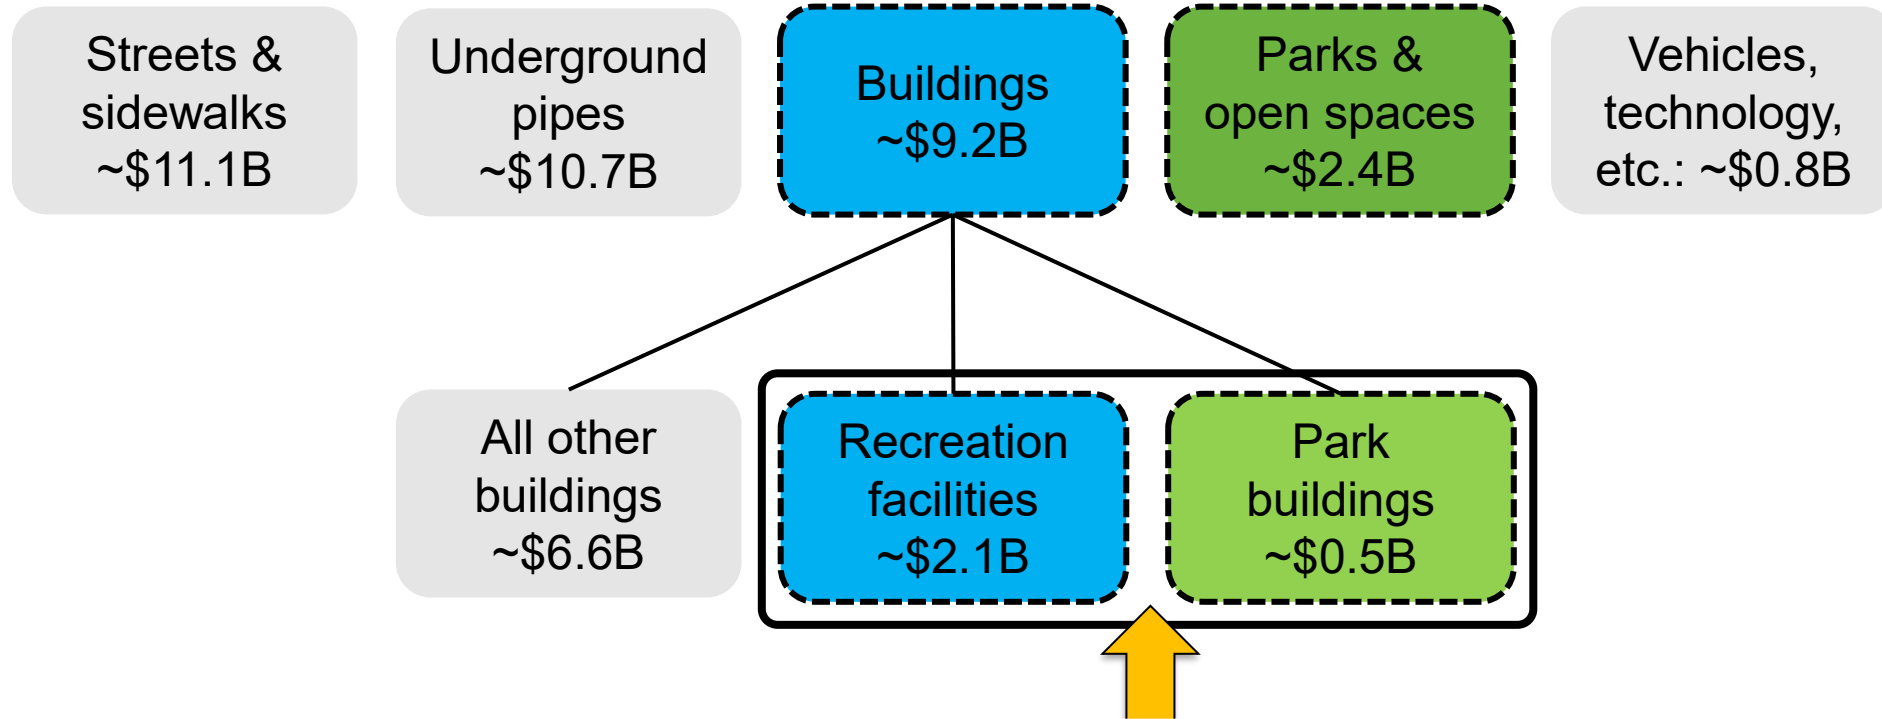 Streets &
sidewalks
~$11.1B
Underground
pipes
~$10.7B
Buildings
~$9.2B
Parks &
open spaces
~$2.4B
Vehicles,
technology,
etc.: ~$0.8B
All other
buildings
~$6.6B
Recreation
facilities
~$2.1B
Park
buildings
~$0.5B